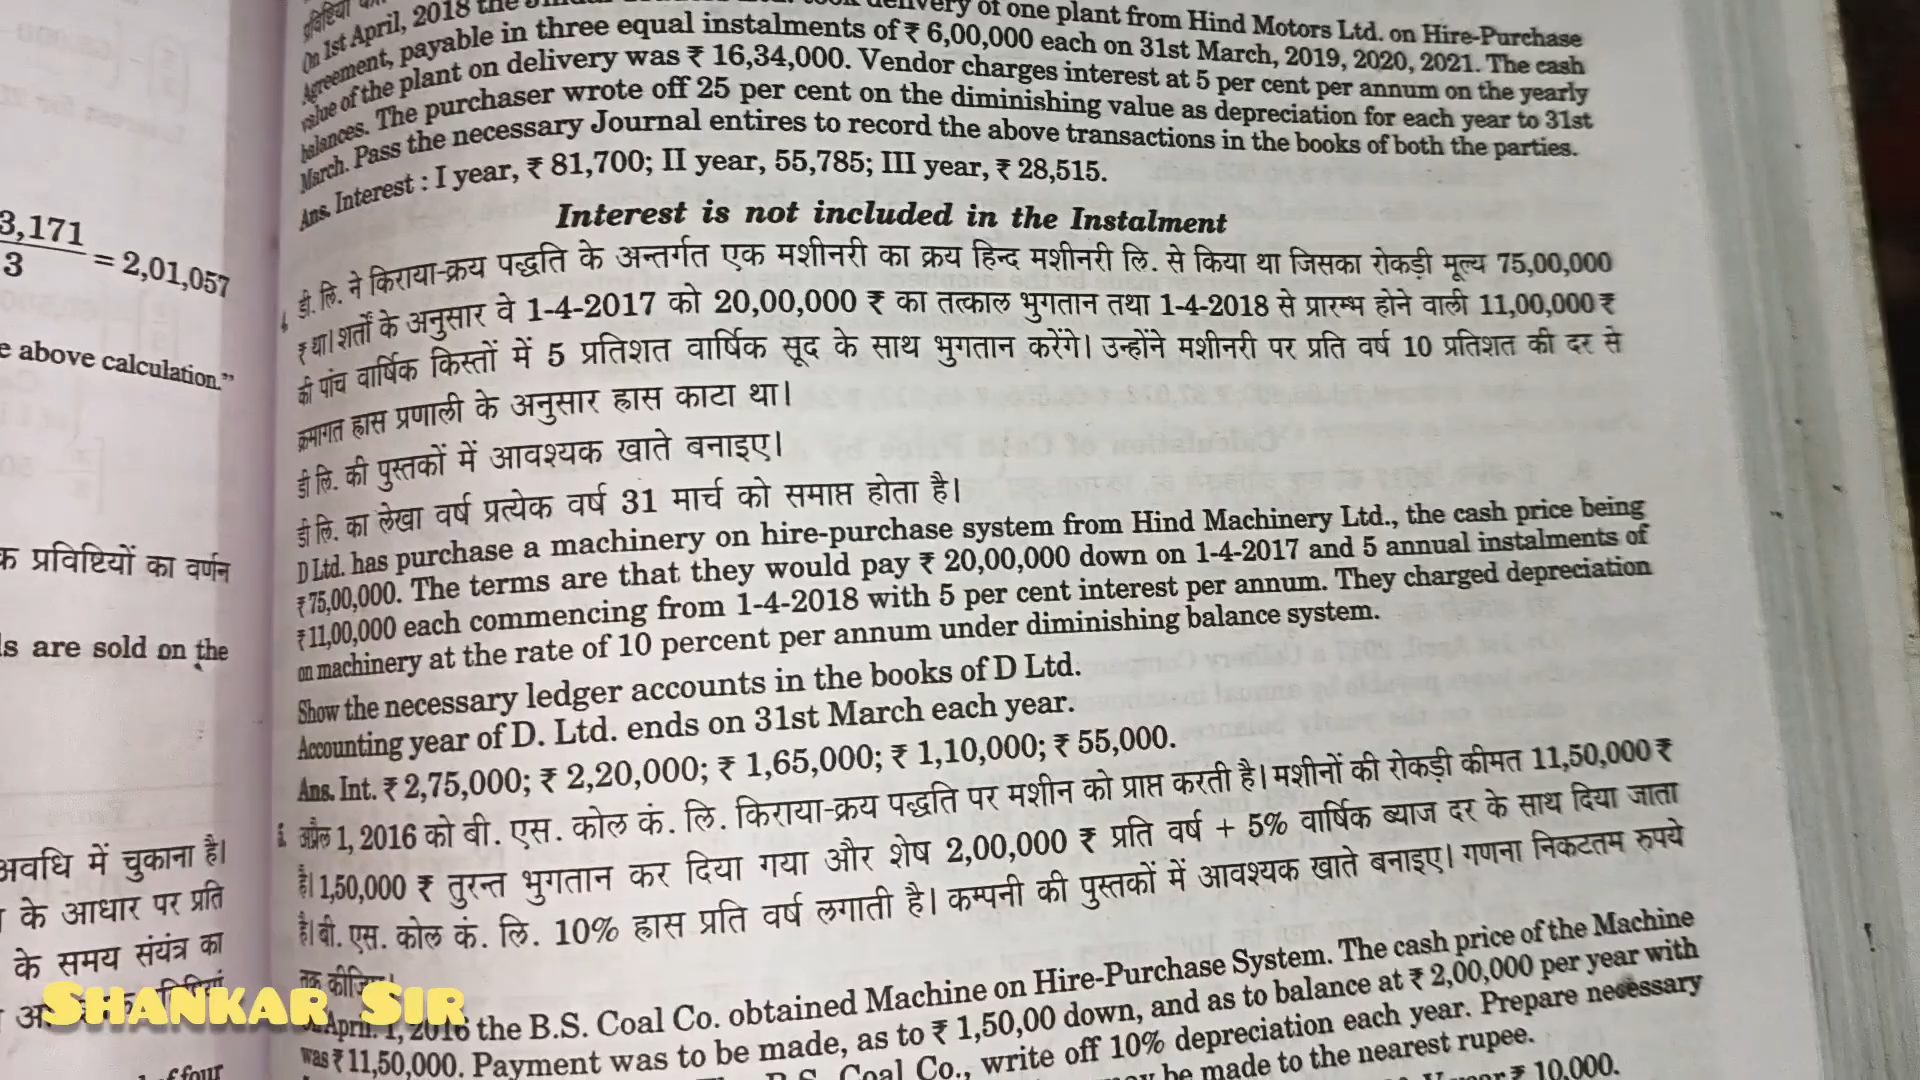 On 1st April, 2018 the delivery of one plant from Hind Motors Ltd. on Hire-Purchase
Agreement, payable in three equal instalments of ₹ 6,00,000 each on 31st March, 2019, 2020, 2021. The cash
value of the plant on delivery was ₹ 16,34,000. Vendor charges interest at 5 per cent per annum on the yearly
balances. The purchaser wrote off 25 per cent on the diminishing value as depreciation for each year to 31st
March. Pass the necessary Journal entires to record the above transactions in the books of both the parties.
Ans. Interest : I year, ₹ 81,700; II year, 55,785; III year, ₹ 28,515.
Interest is not included in the Instalment
डी. लि. ने किराया-क्रय पद्धति के अन्तर्गत एक मशीनरी का क्रय हिन्द मशीनरी लि. से किया था जिसका रोकड़ी मूल्य 75,00,000
₹ था। शर्तों के अनुसार वे 1-4-2017 को 20,00,000 ₹ का तत्काल भुगतान तथा 1-4-2018 से प्रारम्भ होने वाली 11,00,000 ₹
की पांच वार्षिक किस्तों में 5 प्रतिशत वार्षिक सूद के साथ भुगतान करेंगे। उन्होंने मशीनरी पर प्रति वर्ष 10 प्रतिशत की दर से
क्रमागत ह्रास प्रणाली के अनुसार ह्रास काटा था।
डी लि. की पुस्तकों में आवश्यक खाते बनाइए।
डी लि. का लेखा वर्ष प्रत्येक वर्ष 31 मार्च को समाप्त होता है।
D Ltd. has purchase a machinery on hire-purchase system from Hind Machinery Ltd., the cash price being
₹ 75,00,000. The terms are that they would pay ₹ 20,00,000 down on 1-4-2017 and 5 annual instalments of
₹ 11,00,000 each commencing from 1-4-2018 with 5 per cent interest per annum. They charged depreciation
on machinery at the rate of 10 percent per annum under diminishing balance system.
Show the necessary ledger accounts in the books of D Ltd.
Accounting year of D. Ltd. ends on 31st March each year.
Ans. Int. ₹ 2,75,000; ₹ 2,20,000; ₹ 1,65,000; ₹ 1,10,000; ₹ 55,000.
अप्रैल 1, 2016 को बी. एस. कोल कं. लि. किराया-क्रय पद्धति पर मशीन को प्राप्त करती है। मशीनों की रोकड़ी कीमत 11,50,000 ₹
है। 1,50,000 ₹ तुरन्त भुगतान कर दिया गया और शेष 2,00,000 ₹ प्रति वर्ष + 5% वार्षिक ब्याज दर के साथ दिया जाता
है। बी. एस. कोल कं. लि. 10% ह्रास प्रति वर्ष लगाती है। कम्पनी की पुस्तकों में आवश्यक खाते बनाइए। गणना निकटतम रुपये
तक कीजिए।
April. 1, 2016 the B.S. Coal Co. obtained Machine on Hire-Purchase System. The cash price of the Machine
was ₹ 11,50,000. Payment was to be made, as to ₹ 1,50,00 down, and as to balance at ₹ 2,00,000 per year with
Coal Co., write off 10% depreciation each year. Prepare necessary
be made to the nearest rupee.
₹ 10,000.
3,171
3
= 2,01,057
above calculation.”
प्रविष्टियों का वर्णन
are sold on the
अवधि में चुकाना है।
के आधार पर प्रति
के समय संयंत्र का
of four
SHANKAR SIR